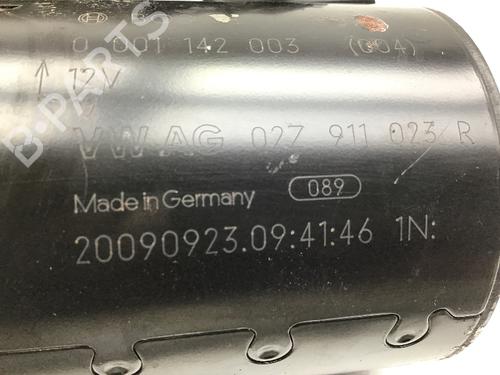 0 001 142 003 (004)
12V
VW AG 027 911 023 R
Made in Germany 089
20090923.09:41:46 1N:
B-PARTS